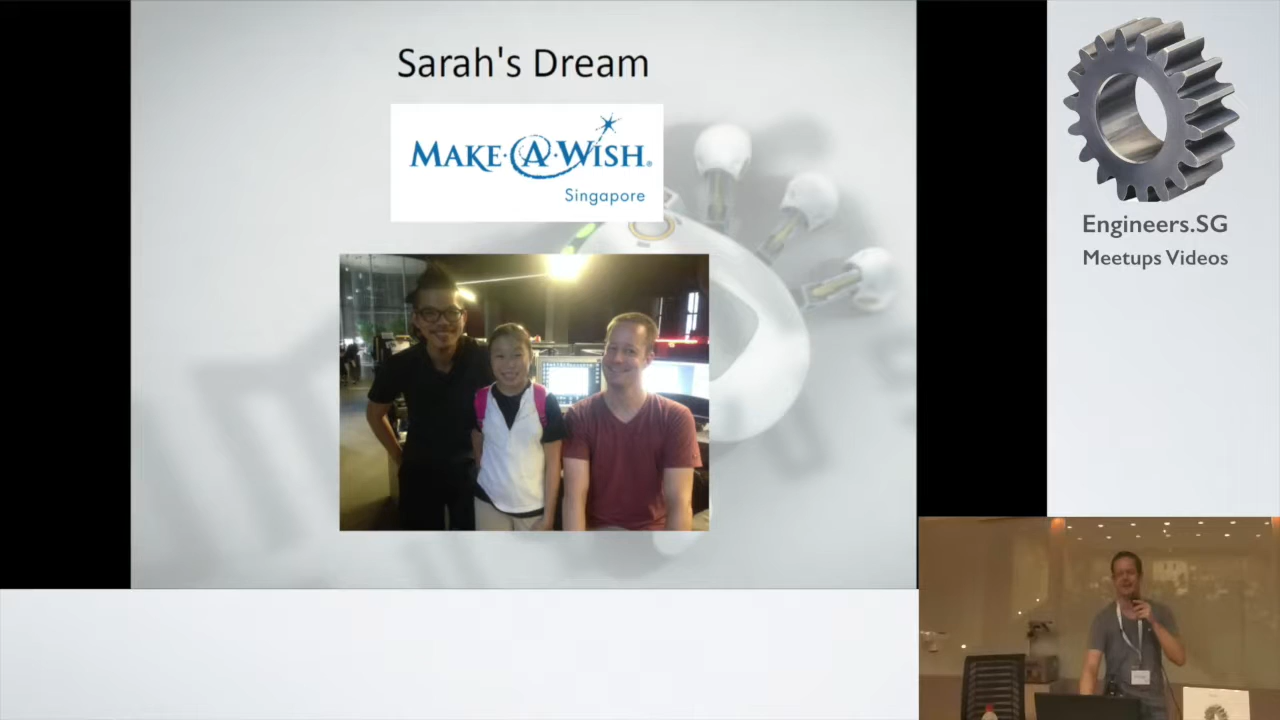 Sarah's Dream
MAKE·A·WISH®
Singapore
Engineers.SG
Meetups Videos